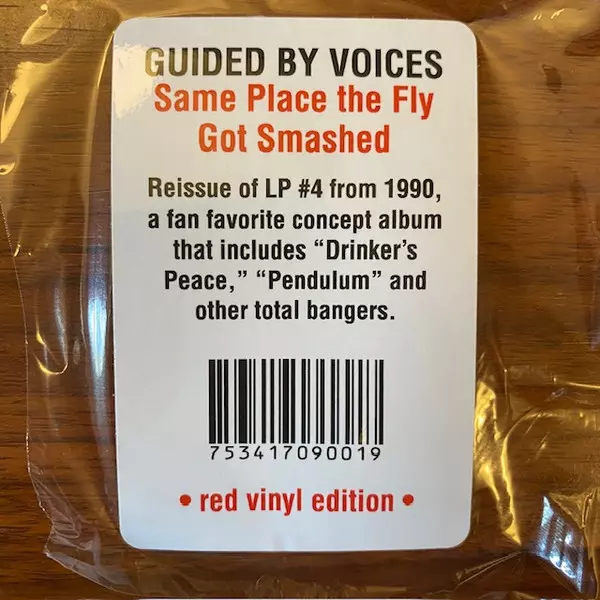 GUIDED BY VOICES
Same Place the Fly
Got Smashed
Reissue of LP #4 from 1990,
a fan favorite concept album
that includes “Drinker’s
Peace,” “Pendulum” and
other total bangers.
753417090019
• red vinyl edition •